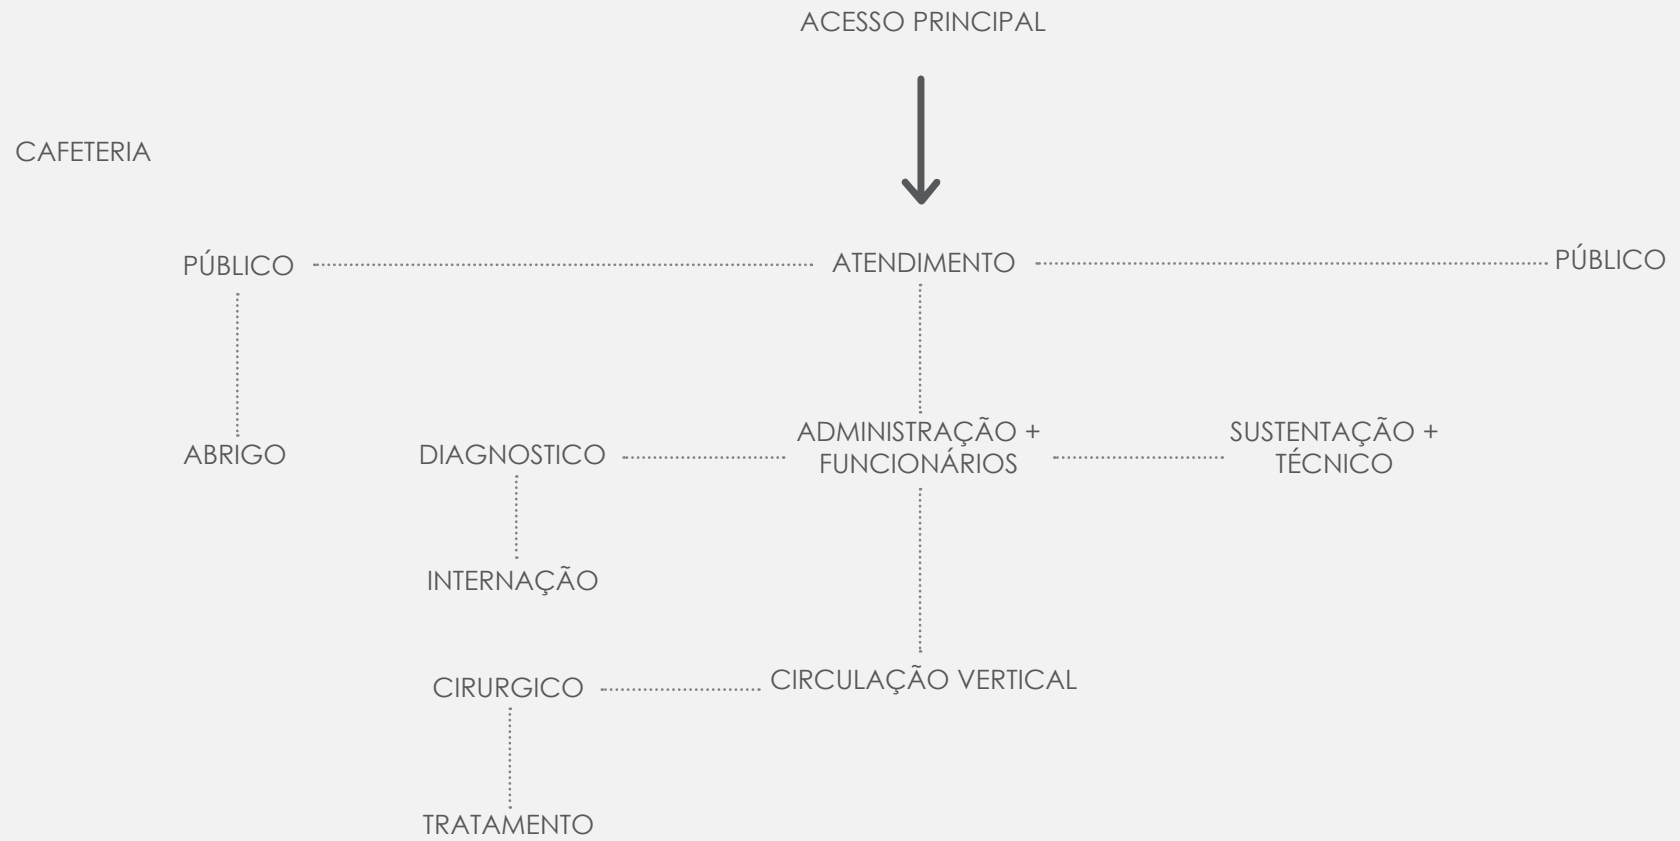 ACESSO PRINCIPAL
CAFETERIA
PÚBLICO
ATENDIMENTO
PÚBLICO
ABRIGO
DIAGNOSTICO
ADMINISTRAÇÃO +
FUNCIONÁRIOS
SUSTENTAÇÃO +
TÉCNICO
INTERNAÇÃO
CIRURGICO
CIRCULAÇÃO VERTICAL
TRATAMENTO